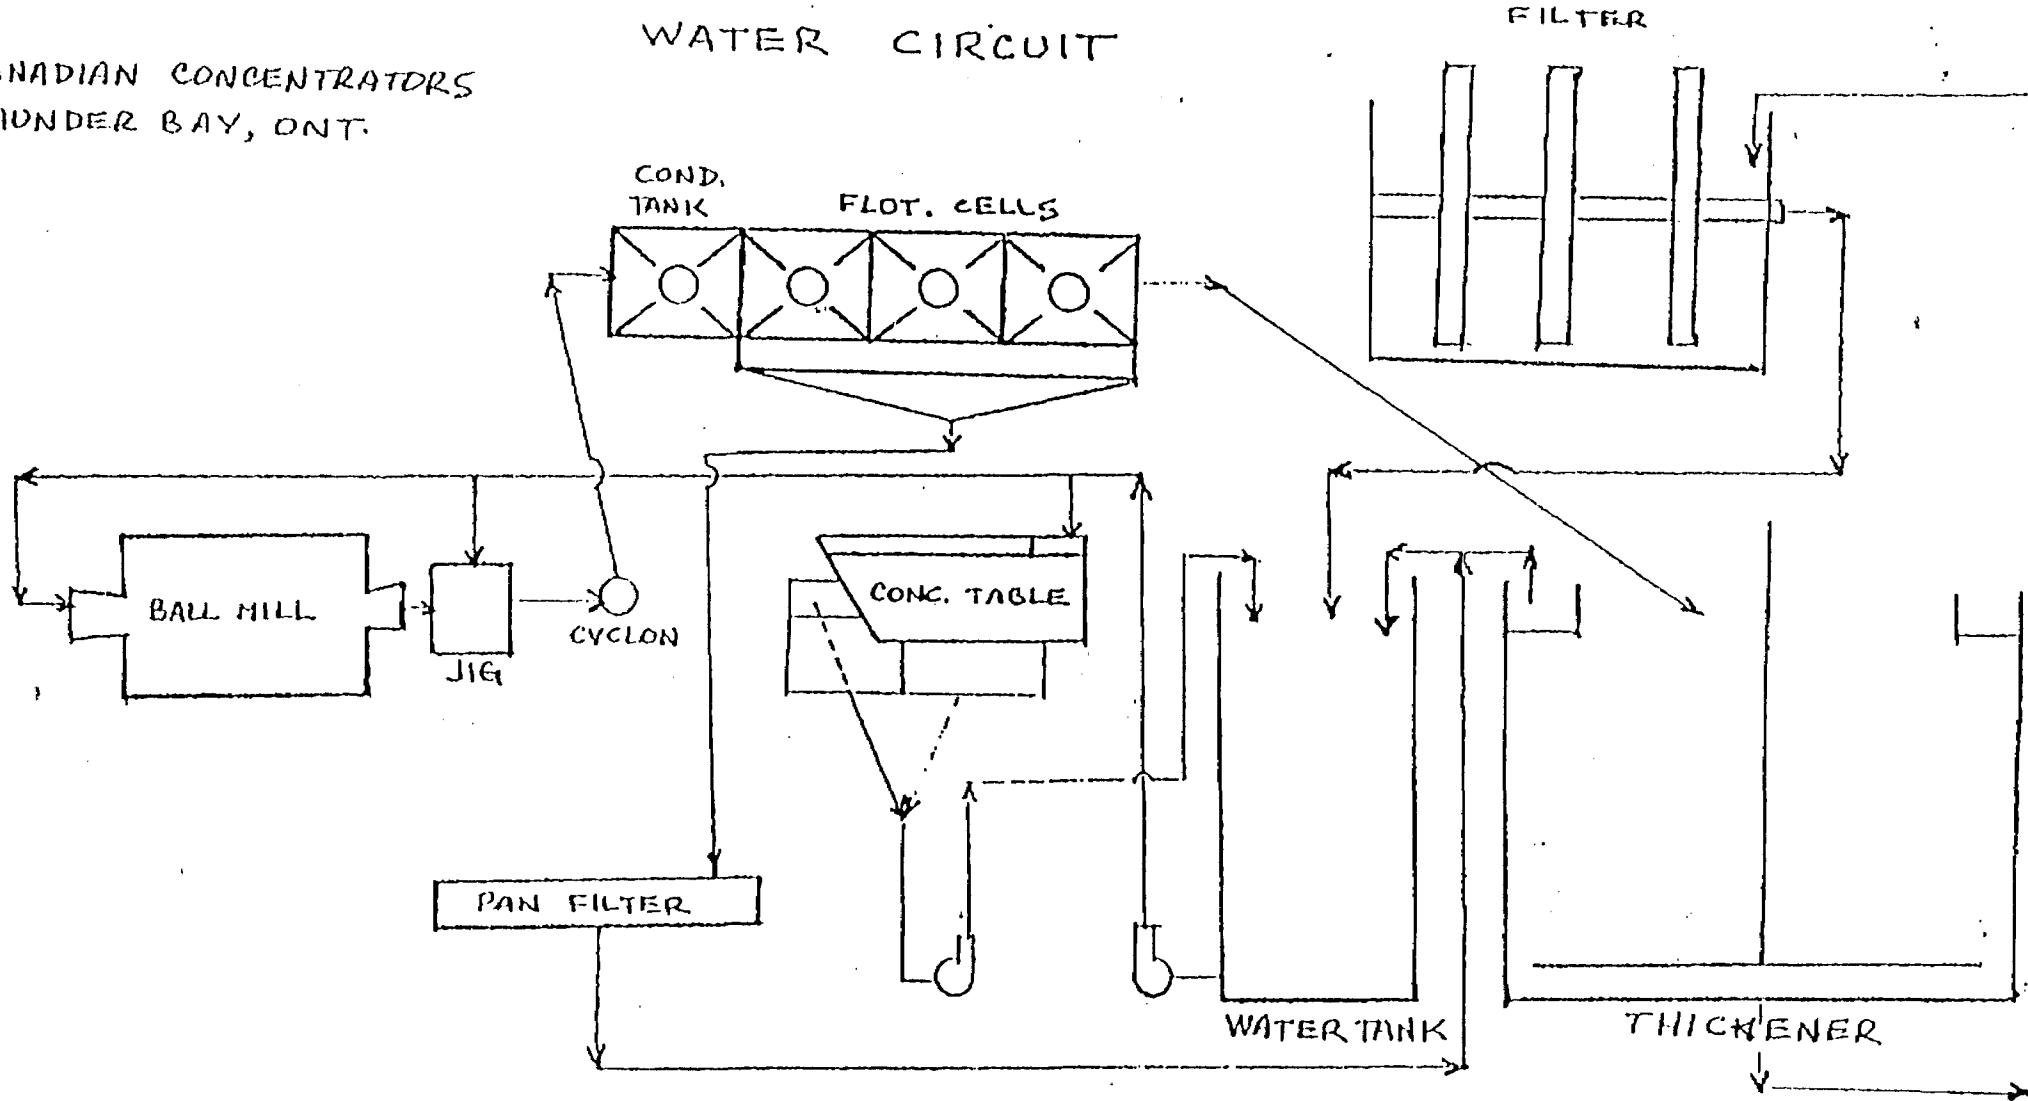 WATER CIRCUIT
FILTER
NADIAN CONCENTRATORS
UNDER BAY, ONT.
COND.
TANK
FLOT. CELLS
BALL MILL
JIG
CYCLON
CONC. TABLE
PAN FILTER
WATER TANK
THICKENER